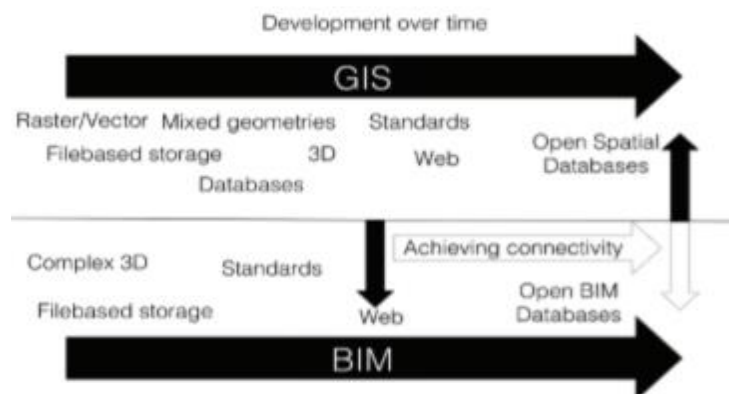 Development over time
GIS
Raster/Vector Mixed geometries Standards
Filebased storage 3D Web
Databases
Open Spatial
Databases
Achieving connectivity
Complex 3D
Standards
Filebased storage
Web
Open BIM
Databases
BIM